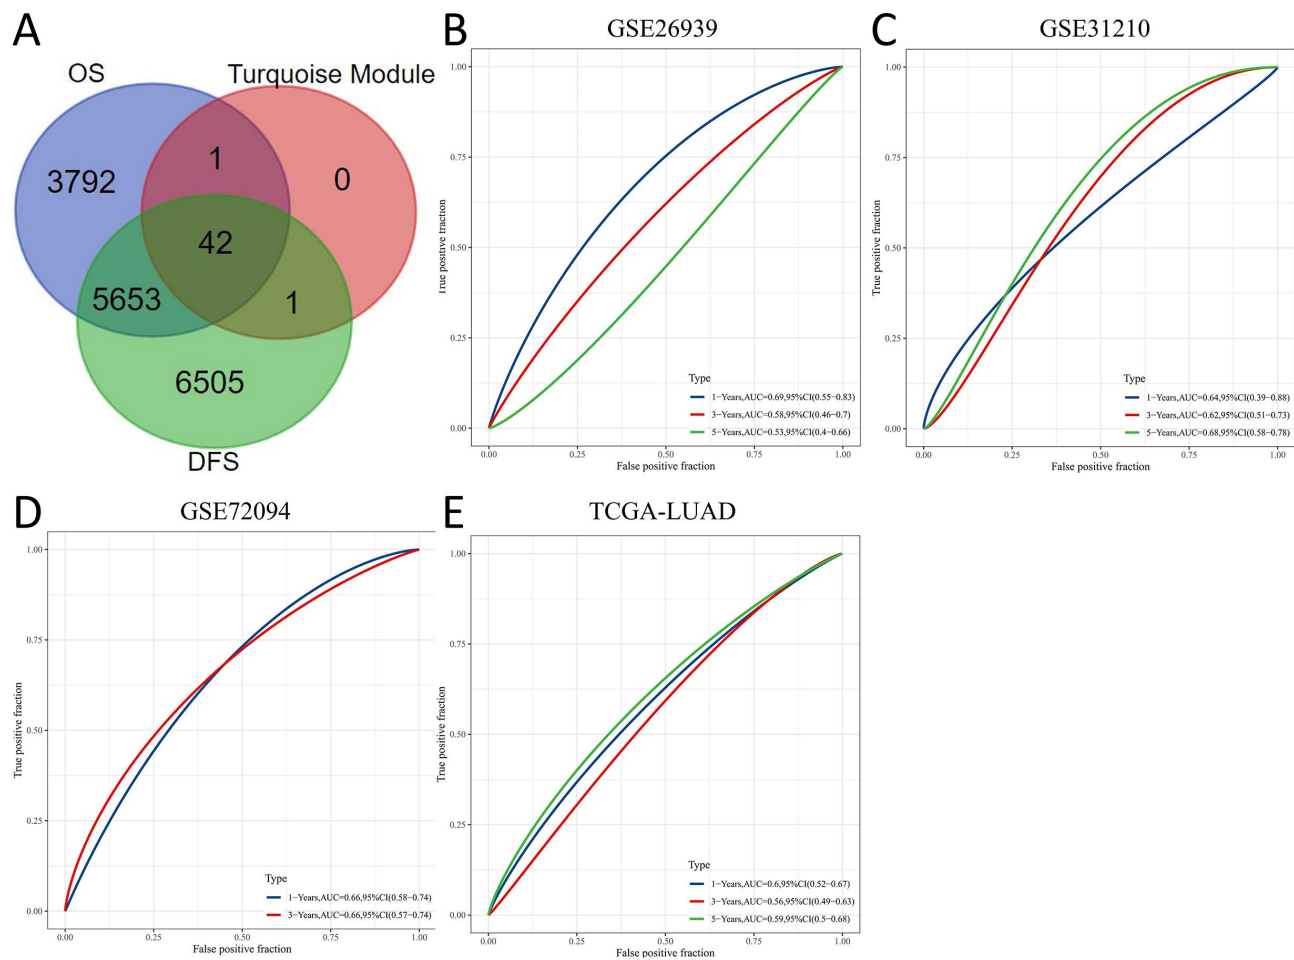 A
OS
Turquoise Module
3792
1
0
42
5653
1
6505
DFS
B
GSE26939
1.00
0.75
0.50
0.25
0.00
True positive fraction
Type
1−Years,AUC=0.69,95%CI(0.55−0.83)
3−Years,AUC=0.58,95%CI(0.46−0.7)
5−Years,AUC=0.53,95%CI(0.4−0.66)
0.00 0.25 0.50 0.75 1.00
False positive fraction
C
GSE31210
1.00
0.75
0.50
0.25
0.00
True positive fraction
Type
1−Years,AUC=0.64,95%CI(0.39−0.88)
3−Years,AUC=0.62,95%CI(0.51−0.73)
5−Years,AUC=0.68,95%CI(0.58−0.78)
0.00 0.25 0.50 0.75 1.00
False positive fraction
D
GSE72094
1.00
0.75
0.50
0.25
0.00
True positive fraction
Type
1−Years,AUC=0.66,95%CI(0.58−0.74)
3−Years,AUC=0.66,95%CI(0.57−0.74)
0.00 0.25 0.50 0.75 1.00
False positive fraction
E
TCGA-LUAD
1.00
0.75
0.50
0.25
0.00
True positive fraction
Type
1−Years,AUC=0.6,95%CI(0.52−0.67)
3−Years,AUC=0.56,95%CI(0.49−0.63)
5−Years,AUC=0.59,95%CI(0.5−0.68)
0.00 0.25 0.50 0.75 1.00
False positive fraction